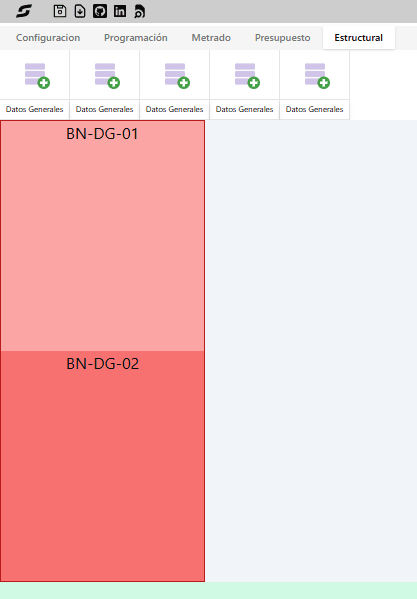 Configuracion Programación Metrado Presupuesto Estructural
Datos Generales Datos Generales Datos Generales Datos Generales Datos Generales
BN-DG-01
BN-DG-02